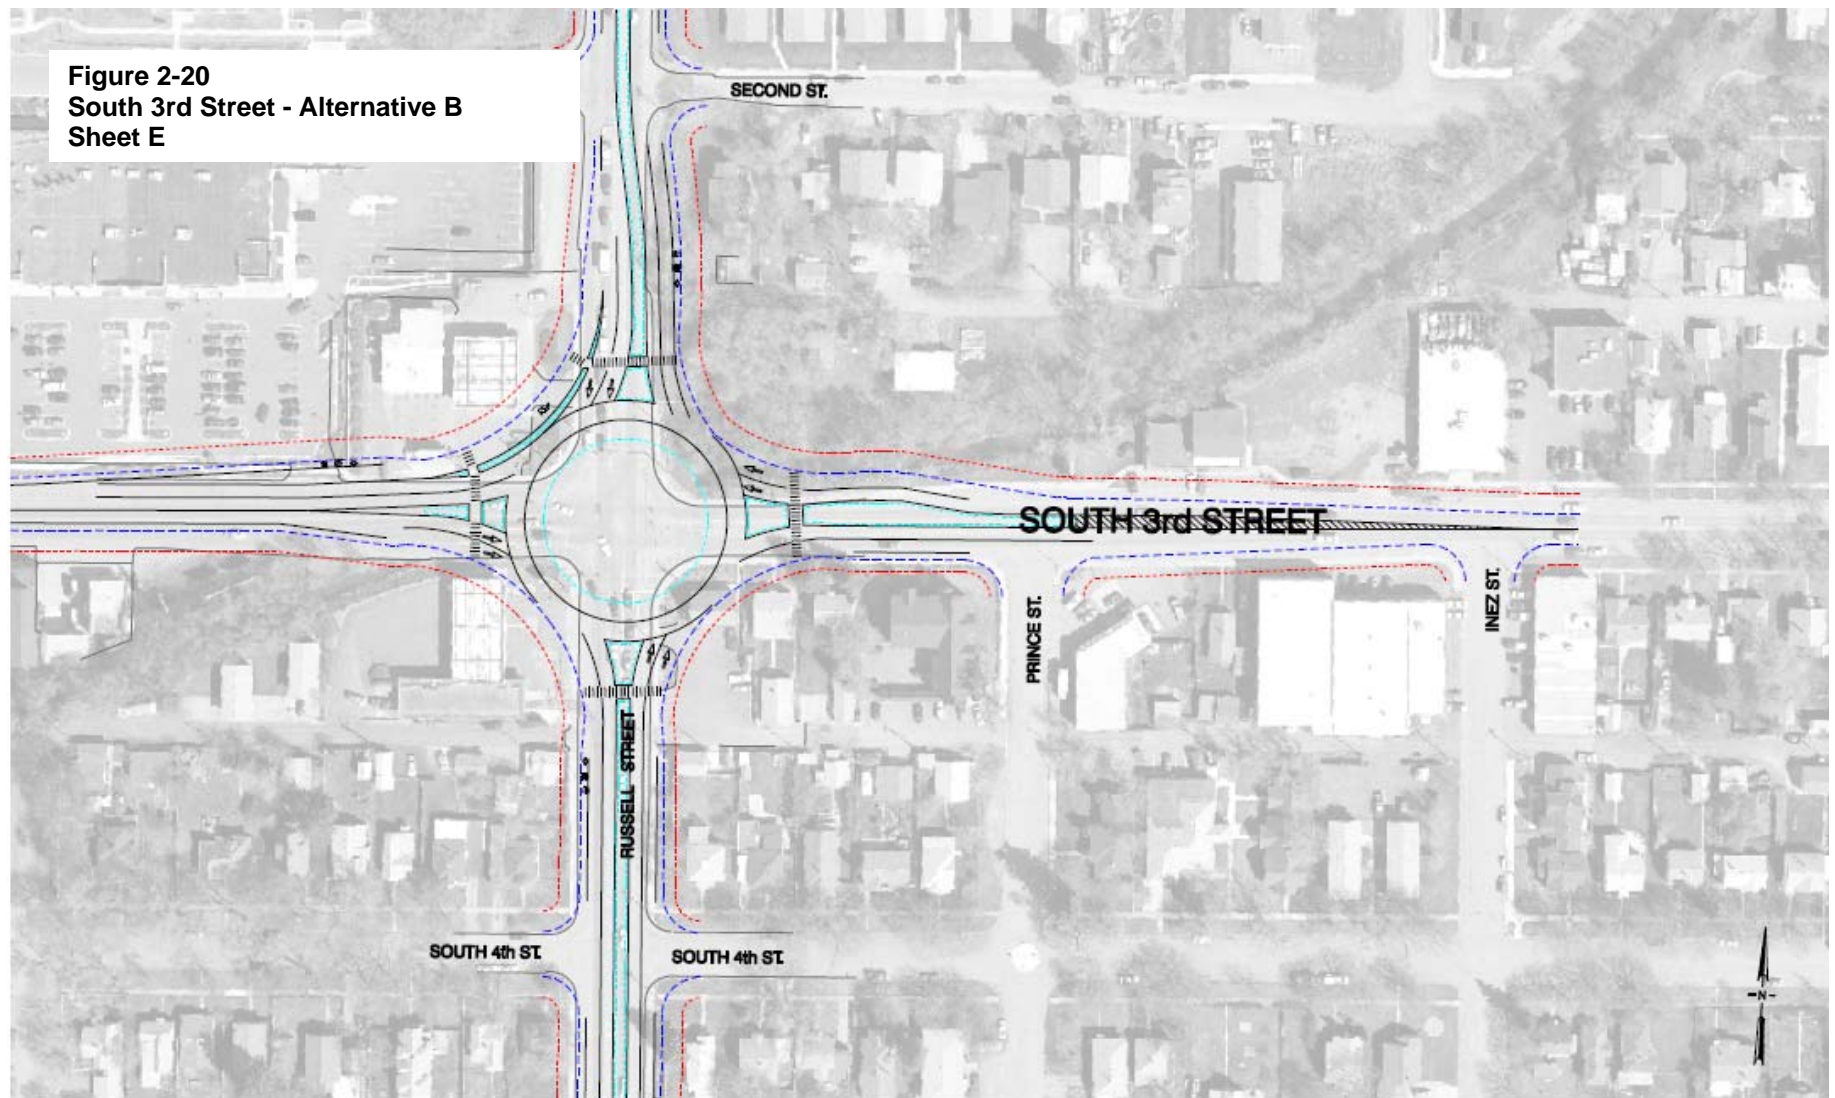 Figure 2-20
South 3rd Street - Alternative B
Sheet E
SECOND ST.
SOUTH 3rd STREET
PRINCE ST.
INEZ ST.
RUSSELL STREET
SOUTH 4th ST.
SOUTH 4th ST.
-N-